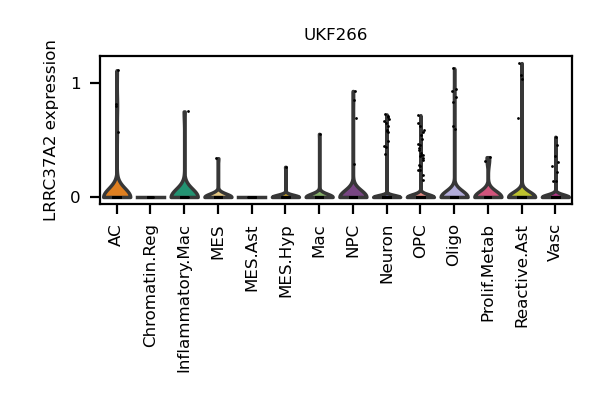 UKF266
LRRC37A2 expression
1
0
AC
Chromatin.Reg
Inflammatory.Mac
MES
MES.Ast
MES.Hyp
Mac
NPC
Neuron
OPC
Oligo
Prolif.Metab
Reactive.Ast
Vasc